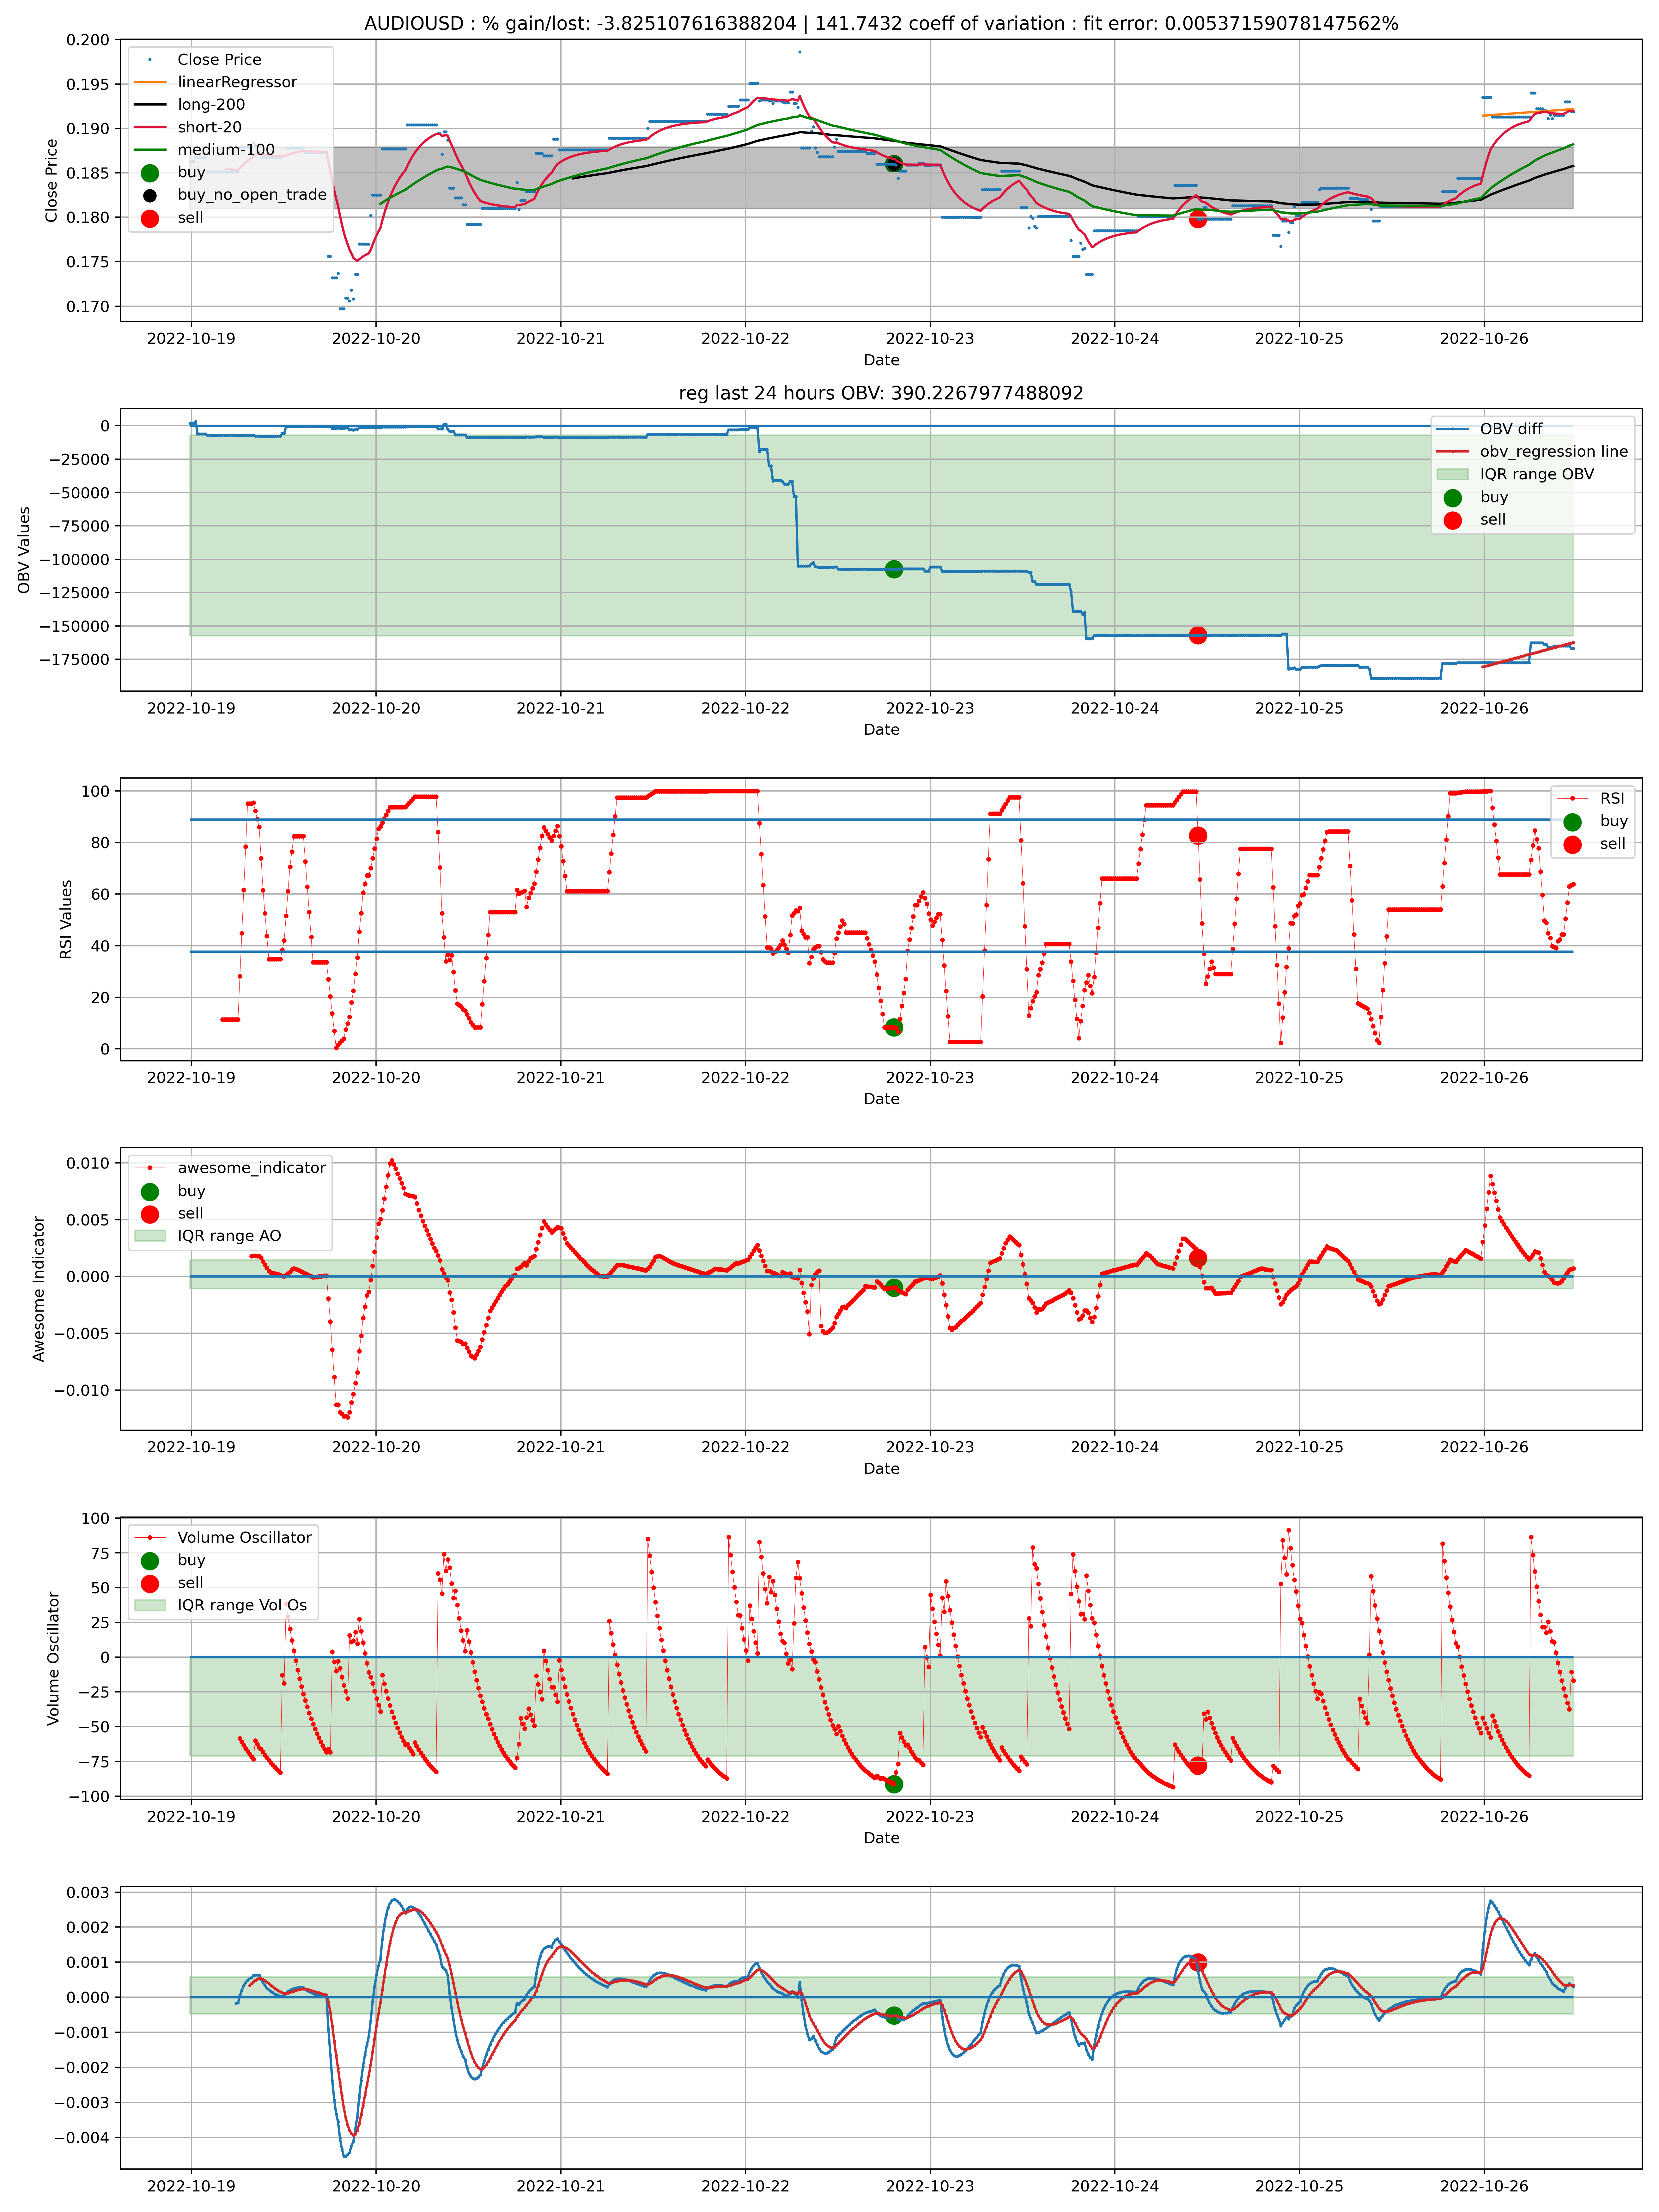 AUDIOUSD : % gain/lost: -3.825107616388204 | 141.7432 coeff of variation : fit error: 0.00537159078147562%
0.200
0.195
0.190
0.185
0.180
0.175
0.170
Close Price
Close Price
linearRegressor
long-200
short-20
medium-100
buy
buy_no_open_trade
sell
2022-10-19 2022-10-20 2022-10-21 2022-10-22 2022-10-23 2022-10-24 2022-10-25 2022-10-26
Date
reg last 24 hours OBV: 390.2267977488092
0
−25000
−50000
−75000
−100000
−125000
−150000
−175000
OBV Values
OBV diff
obv_regression line
IQR range OBV
buy
sell
2022-10-19 2022-10-20 2022-10-21 2022-10-22 2022-10-23 2022-10-24 2022-10-25 2022-10-26
Date
100
80
60
40
20
0
RSI Values
RSI
buy
sell
2022-10-19 2022-10-20 2022-10-21 2022-10-22 2022-10-23 2022-10-24 2022-10-25 2022-10-26
Date
0.010
0.005
0.000
−0.005
−0.010
Awesome Indicator
awesome_indicator
buy
sell
IQR range AO
2022-10-19 2022-10-20 2022-10-21 2022-10-22 2022-10-23 2022-10-24 2022-10-25 2022-10-26
Date
100
75
50
25
0
−25
−50
−75
−100
Volume Oscillator
Volume Oscillator
buy
sell
IQR range Vol Os
2022-10-19 2022-10-20 2022-10-21 2022-10-22 2022-10-23 2022-10-24 2022-10-25 2022-10-26
Date
0.003
0.002
0.001
0.000
−0.001
−0.002
−0.003
−0.004
2022-10-19 2022-10-20 2022-10-21 2022-10-22 2022-10-23 2022-10-24 2022-10-25 2022-10-26